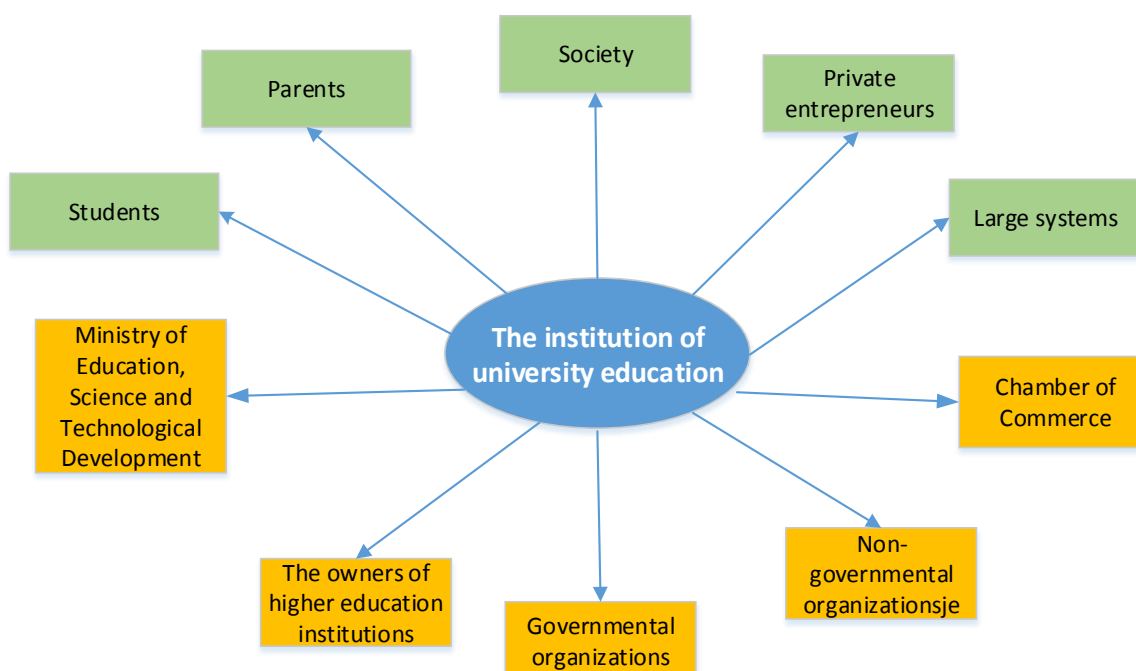 Society
Parents
Private
entrepreneurs
Students
Large systems
The institution of
university education
Ministry of
Education,
Science and
Technological
Development
Chamber of
Commerce
The owners of
higher education
institutions
Governmental
organizations
Non-
governmental
organizationsje